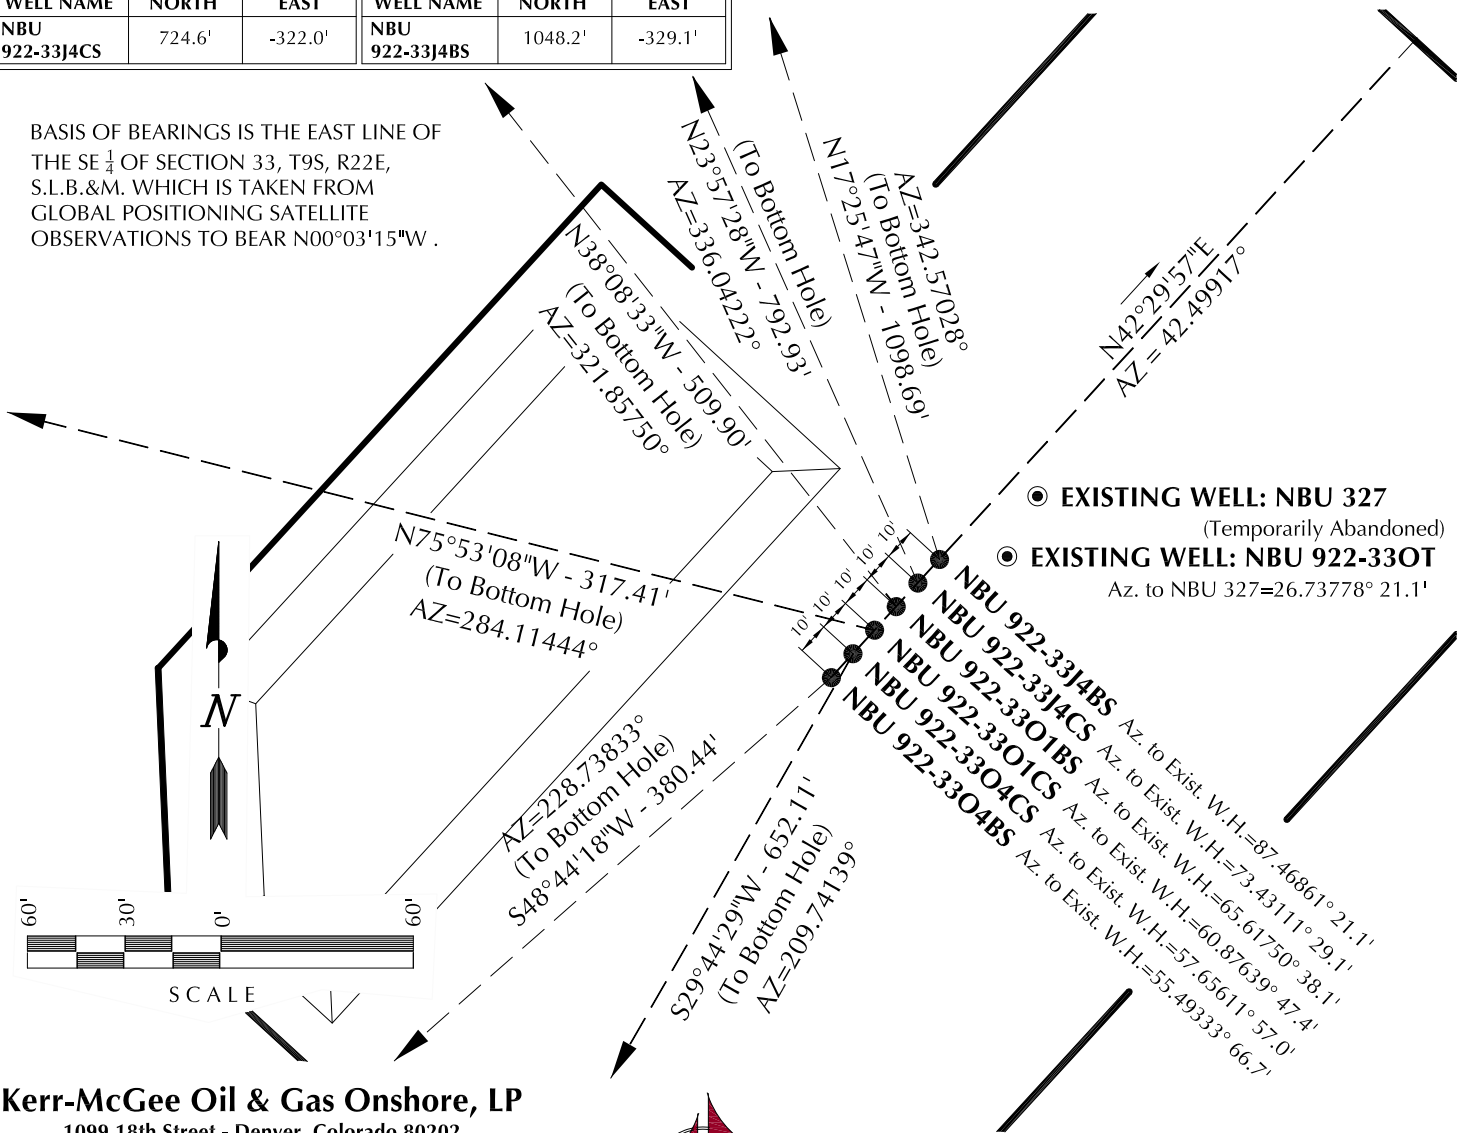 WELL NAME NORTH EAST WELL NAME NORTH EAST
NBU 922-33J4CS 724.6' -322.0' NBU 922-33J4BS 1048.2' -329.1'
BASIS OF BEARINGS IS THE EAST LINE OF
THE SE 1/4 OF SECTION 33, T9S, R22E,
S.L.B.&M. WHICH IS TAKEN FROM
GLOBAL POSITIONING SATELLITE
OBSERVATIONS TO BEAR N00°03'15"W .
N38°08'33"W - 509.90'
(To Bottom Hole)
AZ=321.85750°
(To Bottom Hole)
N23°57'28"W - 792.93'
AZ=336.04222°
AZ=342.57028°
(To Bottom Hole)
N17°25'47"W - 1098.69'
N42°29'57"E
AZ = 42.49917°
EXISTING WELL: NBU 327
(Temporarily Abandoned)
EXISTING WELL: NBU 922-33OT
Az. to NBU 327=26.73778° 21.1'
N75°53'08"W - 317.41'
(To Bottom Hole)
AZ=284.11444°
10' 10' 10' 10' 10'
NBU 922-33J4BS Az. to Exist. W.H.=87.46861° 21.1'
NBU 922-33J4CS Az. to Exist. W.H.=73.43111° 29.1'
NBU 922-33O1BS Az. to Exist. W.H.=65.61750° 38.1'
NBU 922-33O1CS Az. to Exist. W.H.=60.87639° 47.4'
NBU 922-33O4CS Az. to Exist. W.H.=57.65611° 57.0'
NBU 922-33O4BS Az. to Exist. W.H.=55.49333° 66.7'
N
AZ=228.73833°
(To Bottom Hole)
S48°44'18"W - 380.44'
S29°44'29"W - 652.11'
(To Bottom Hole)
AZ=209.74139°
60' 30' 0' 60'
SCALE
Kerr-McGee Oil & Gas Onshore, LP
1099 18th Street - Denver, Colorado 80202